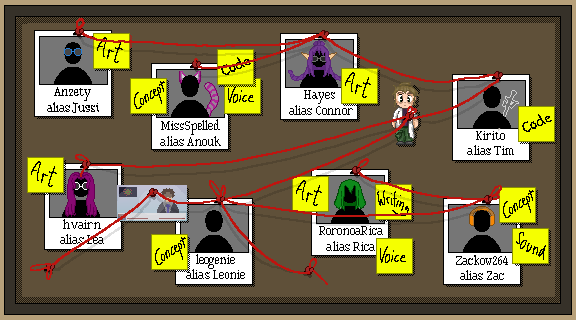 Art
Anzety
alias Jussi
Concept
Code
Voice
MissSpelled
alias Anouk
Art
Hayes
alias Connor
Code
Kirito
alias Tim
Art
hvairn
alias Lea
Concept
leogenie
alias Leonie
Art
Writing
Voice
RoronoaRica
alias Rica
Concept
Sound
Zackow264
alias Zac